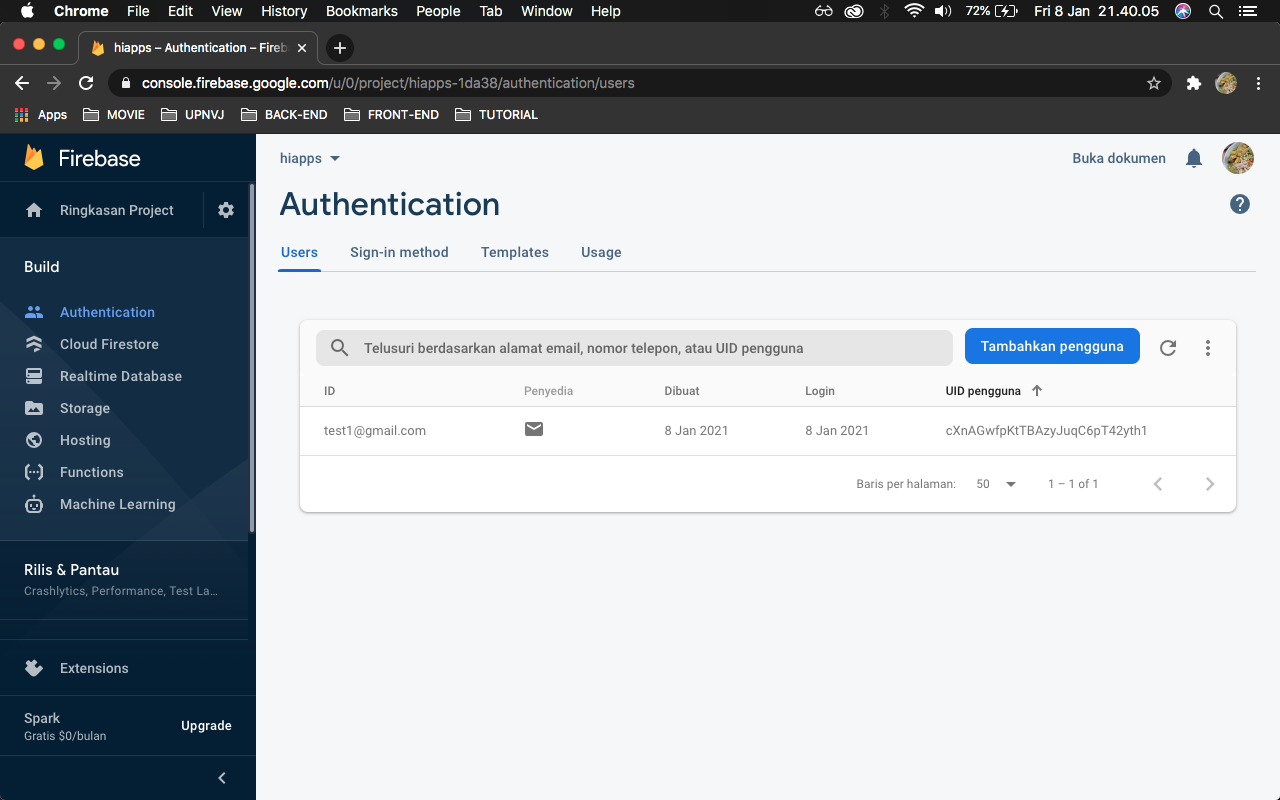 Chrome File Edit View History Bookmarks People Tab Window Help 72% Fri 8 Jan 21.40.05
hiapps – Authentication – Fireb
console.firebase.google.com/u/0/project/hiapps-1da38/authentication/users
Apps MOVIE UPNVJ BACK-END FRONT-END TUTORIAL
Firebase
Ringkasan Project
Build
Authentication
Cloud Firestore
Realtime Database
Storage
Hosting
Functions
Machine Learning
Rilis & Pantau
Crashlytics, Performance, Test La...
Extensions
Spark
Gratis $0/bulan
Upgrade
hiapps
Buka dokumen
Authentication
Users Sign-in method Templates Usage
Telusuri berdasarkan alamat email, nomor telepon, atau UID pengguna
Tambahkan pengguna
ID Penyedia Dibuat Login UID pengguna
test1@gmail.com 8 Jan 2021 8 Jan 2021 cXnAGwfpKtTBAzyJuqC6pT42yth1
Baris per halaman: 50 1 – 1 of 1